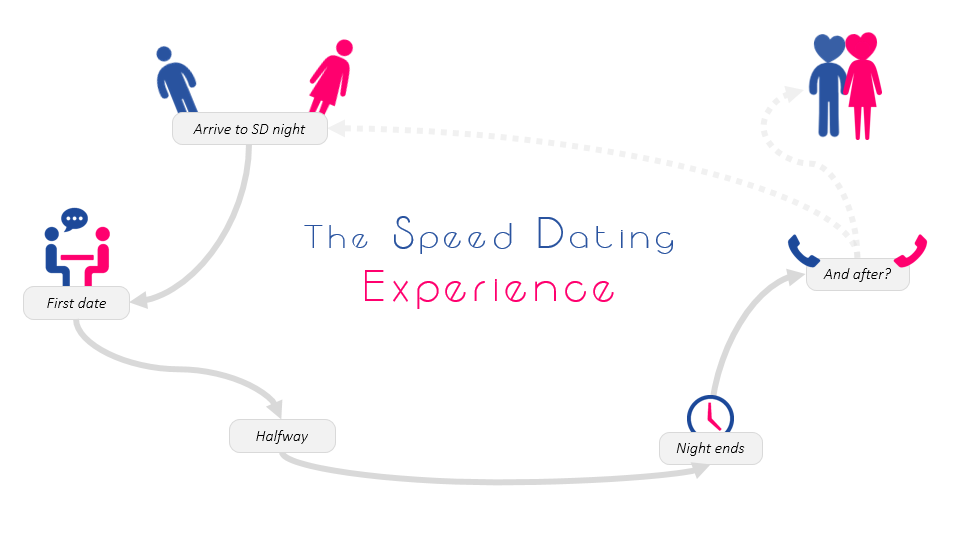 Arrive to SD night
The Speed Dating
Experience
First date
And after?
Halfway
Night ends